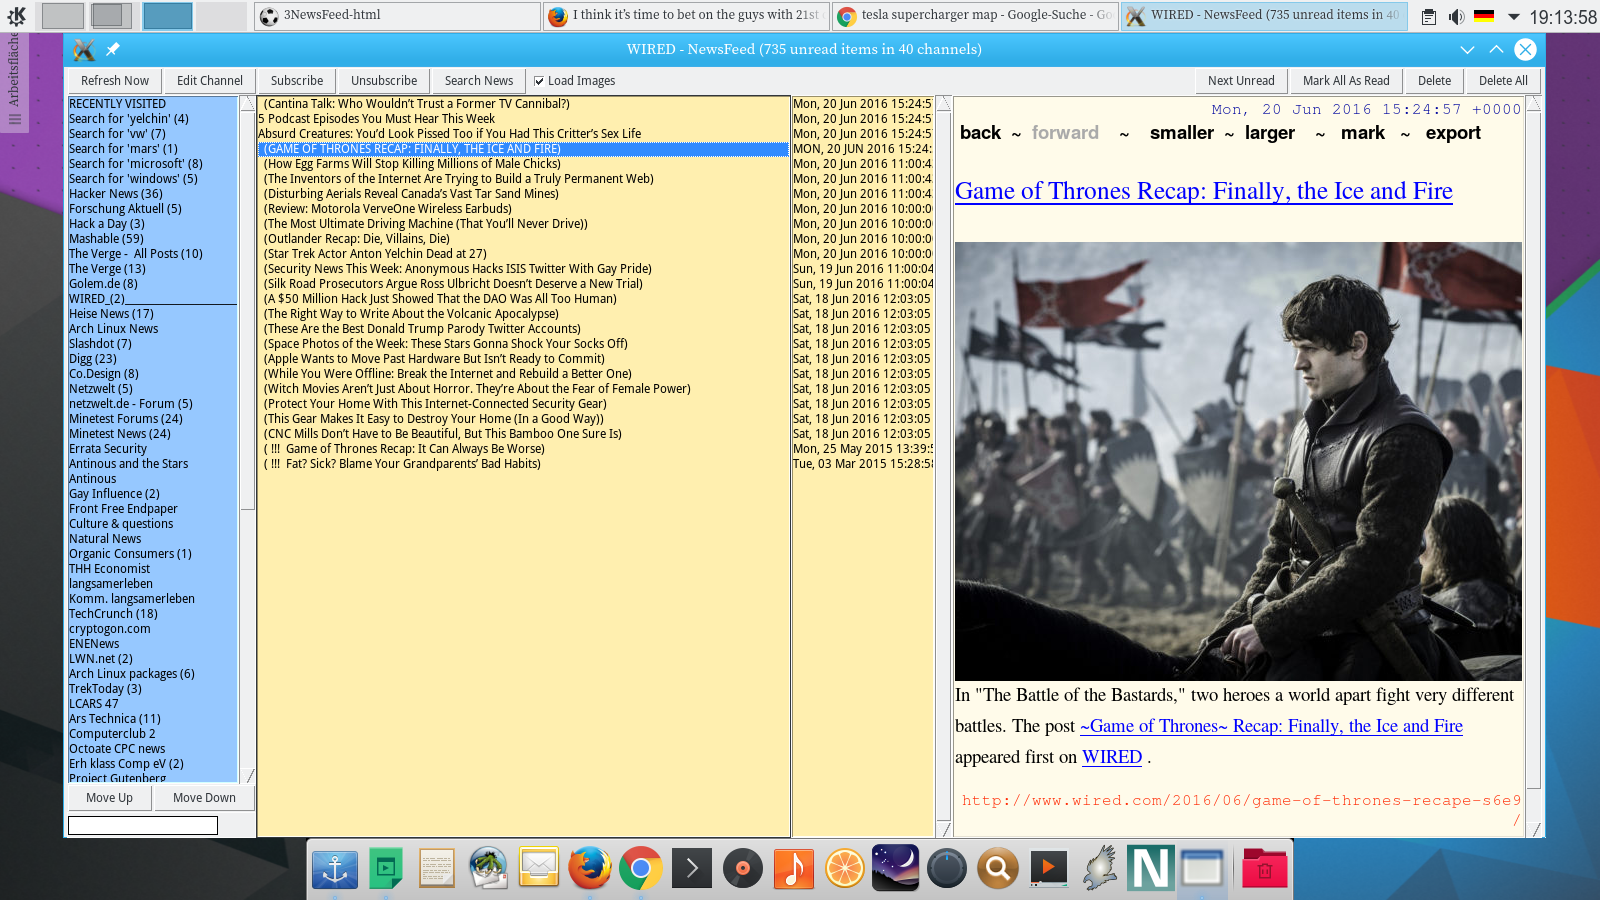 3NewsFeed-html
I think it's time to bet on the guys with 21st
tesla supercharger map - Google-Suche - Go
WIRED - NewsFeed (735 unread items in 40
19:13:58
Arbeitsfläche
WIRED - NewsFeed (735 unread items in 40 channels)
Refresh Now
Edit Channel
Subscribe
Unsubscribe
Search News
Load Images
Next Unread
Mark All As Read
Delete
Delete All
RECENTLY VISITED
Search for 'yelchin' (4)
Search for 'vw' (7)
Search for 'mars' (1)
Search for 'microsoft' (8)
Search for 'windows' (5)
Hacker News (36)
Forschung Aktuell (5)
Hack a Day (3)
Mashable (59)
The Verge -  All Posts (10)
The Verge (13)
Golem.de (8)
WIRED_(2)
Heise News (17)
Arch Linux News
Slashdot (7)
Digg (23)
Co.Design (8)
Netzwelt (5)
netzwelt.de - Forum (5)
Minetest Forums (24)
Minetest News (24)
Errata Security
Antinous and the Stars
Antinous
Gay Influence (2)
Front Free Endpaper
Culture & questions
Natural News
Organic Consumers (1)
THH Economist
langsamerleben
Komm. langsamerleben
TechCrunch (18)
cryptogon.com
ENENews
LWN.net (2)
Arch Linux packages (6)
TrekToday (3)
LCARS 47
Ars Technica (11)
Computerclub 2
Octoate CPC news
Erh klass Comp eV (2)
Project Gutenberg
Move Up
Move Down
(Cantina Talk: Who Wouldn't Trust a Former TV Cannibal?) Mon, 20 Jun 2016 15:24:57
5 Podcast Episodes You Must Hear This Week Mon, 20 Jun 2016 15:24:57
Absurd Creatures: You'd Look Pissed Too if You Had This Critter's Sex Life Mon, 20 Jun 2016 15:24:57
(GAME OF THRONES RECAP: FINALLY, THE ICE AND FIRE) MON, 20 JUN 2016 15:24:
(How Egg Farms Will Stop Killing Millions of Male Chicks) Mon, 20 Jun 2016 11:00:4
(The Inventors of the Internet Are Trying to Build a Truly Permanent Web) Mon, 20 Jun 2016 11:00:4
(Disturbing Aerials Reveal Canada's Vast Tar Sand Mines) Mon, 20 Jun 2016 11:00:4
(Review: Motorola VerveOne Wireless Earbuds) Mon, 20 Jun 2016 10:00:0
(The Most Ultimate Driving Machine (That You'll Never Drive)) Mon, 20 Jun 2016 10:00:0
(Outlander Recap: Die, Villains, Die) Mon, 20 Jun 2016 10:00:0
(Star Trek Actor Anton Yelchin Dead at 27) Mon, 20 Jun 2016 10:00:0
(Security News This Week: Anonymous Hacks ISIS Twitter With Gay Pride) Sun, 19 Jun 2016 11:00:04
(Silk Road Prosecutors Argue Ross Ulbricht Doesn't Deserve a New Trial) Sun, 19 Jun 2016 11:00:04
(A $50 Million Hack Just Showed That the DAO Was All Too Human) Sat, 18 Jun 2016 12:03:05
(The Right Way to Write About the Volcanic Apocalypse) Sat, 18 Jun 2016 12:03:05
(These Are the Best Donald Trump Parody Twitter Accounts) Sat, 18 Jun 2016 12:03:05
(Space Photos of the Week: These Stars Gonna Shock Your Socks Off) Sat, 18 Jun 2016 12:03:05
(Apple Wants to Move Past Hardware But Isn't Ready to Commit) Sat, 18 Jun 2016 12:03:05
(While You Were Offline: Break the Internet and Rebuild a Better One) Sat, 18 Jun 2016 12:03:05
(Witch Movies Aren't Just About Horror. They're About the Fear of Female Power) Sat, 18 Jun 2016 12:03:05
(Protect Your Home With This Internet-Connected Security Gear) Sat, 18 Jun 2016 12:03:05
(This Gear Makes It Easy to Destroy Your Home (In a Good Way)) Sat, 18 Jun 2016 12:03:05
(CNC Mills Don't Have to Be Beautiful, But This Bamboo One Sure Is) Sat, 18 Jun 2016 12:03:05
( !!!  Game of Thrones Recap: It Can Always Be Worse) Mon, 25 May 2015 13:39:5
( !!!  Fat? Sick? Blame Your Grandparents' Bad Habits) Tue, 03 Mar 2015 15:28:58
Mon, 20 Jun 2016 15:24:57 +0000
back ~ forward ~ smaller ~ larger ~ mark ~ export
Game of Thrones Recap: Finally, the Ice and Fire
In "The Battle of the Bastards," two heroes a world apart fight very different
battles. The post ~Game of Thrones~ Recap: Finally, the Ice and Fire
appeared first on WIRED .
http://www.wired.com/2016/06/game-of-thrones-recape-s6e9
/
N